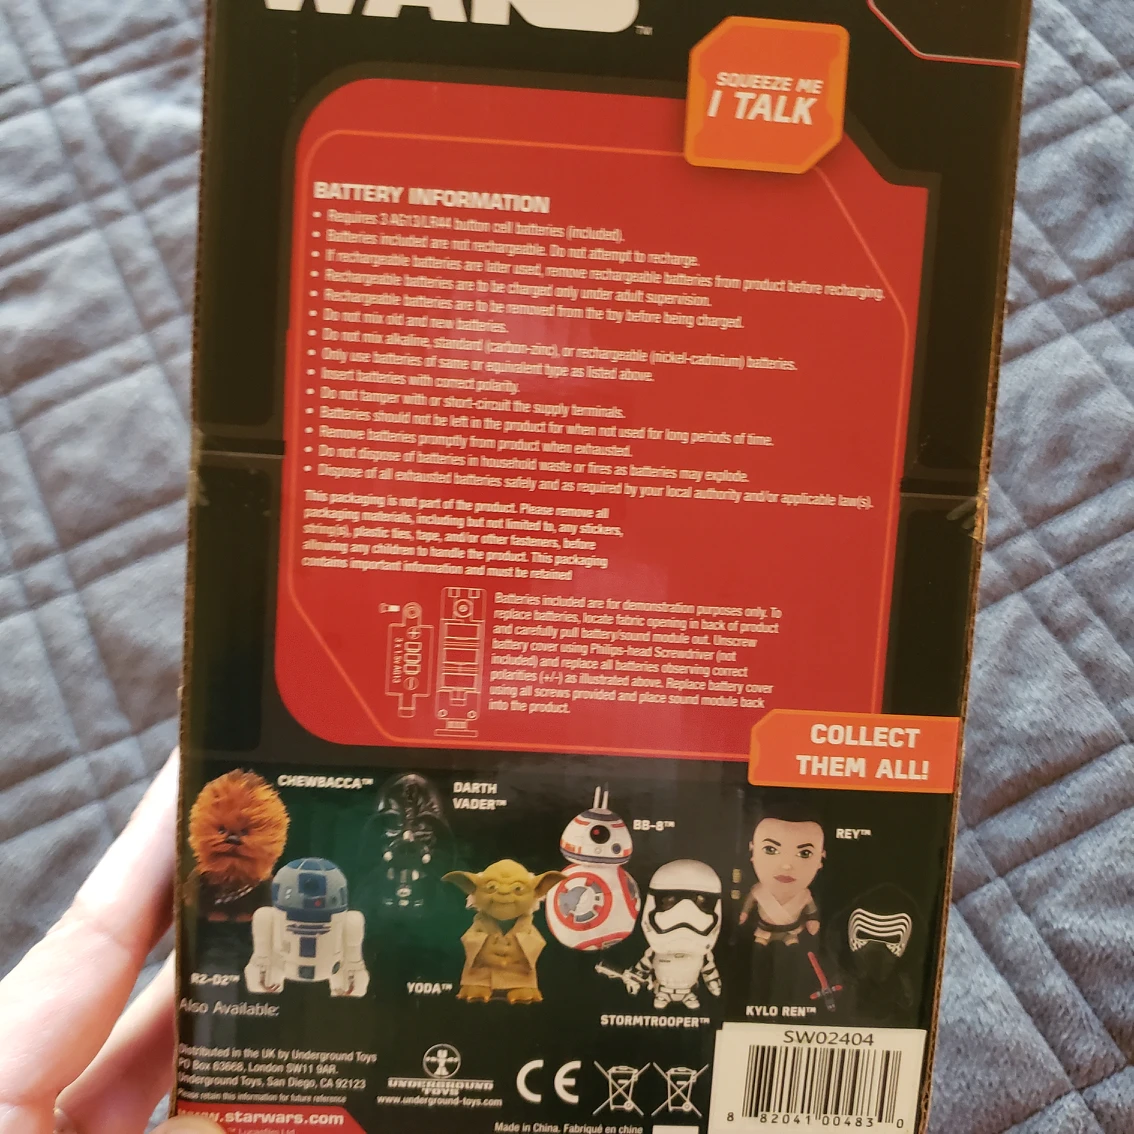 WARS™
SQUEEZE ME
I TALK
BATTERY INFORMATION
• Requires 3 AG13/LR44 button cell batteries (included).
• Batteries included are not rechargeable. Do not attempt to recharge.
• If rechargeable batteries are later used, remove rechargeable batteries from product before recharging.
• Rechargeable batteries are to be charged only under adult supervision.
• Rechargeable batteries are to be removed from the toy before being charged.
• Do not mix old and new batteries.
• Do not mix alkaline, standard (carbon-zinc), or rechargeable (nickel-cadmium) batteries.
• Only use batteries of same or equivalent type as listed above.
• Insert batteries with correct polarity.
• Do not tamper with or short-circuit the supply terminals.
• Batteries should not be left in the product for when not used for long periods of time.
• Remove batteries promptly from product when exhausted.
• Do not dispose of batteries in household waste or fires as batteries may explode.
• Dispose of all exhausted batteries safely and as required by your local authority and/or applicable law(s).
This packaging is not part of the product. Please remove all
packaging materials, including but not limited to, any stickers,
string(s), plastic ties, tape, and/or other fasteners, before
allowing any children to handle the product. This packaging
contains important information and must be retained
Batteries included are for demonstration purposes only. To
replace batteries, locate fabric opening in back of product
and carefully pull battery/sound module out. Unscrew
battery cover using Philips-head Screwdriver (not
included) and replace all batteries observing correct
polarities (+/-) as illustrated above. Replace battery cover
using all screws provided and place sound module back
into the product.
COLLECT
THEM ALL!
CHEWBACCA™
DARTH
VADER™
BB-8™
REY™
R2-D2™
YODA™
STORMTROOPER™
KYLO REN™
Also Available:
Distributed in the UK by Underground Toys
PO Box 63668, London SW11 9AR.
Underground Toys, San Diego, CA 92123
Please retain this information for future reference
www.starwars.com
UNDERGROUND
TOYS
www.underground-toys.com
CE
Made in China. Fabriqué en chine
SW02404
8 82041 00483 0